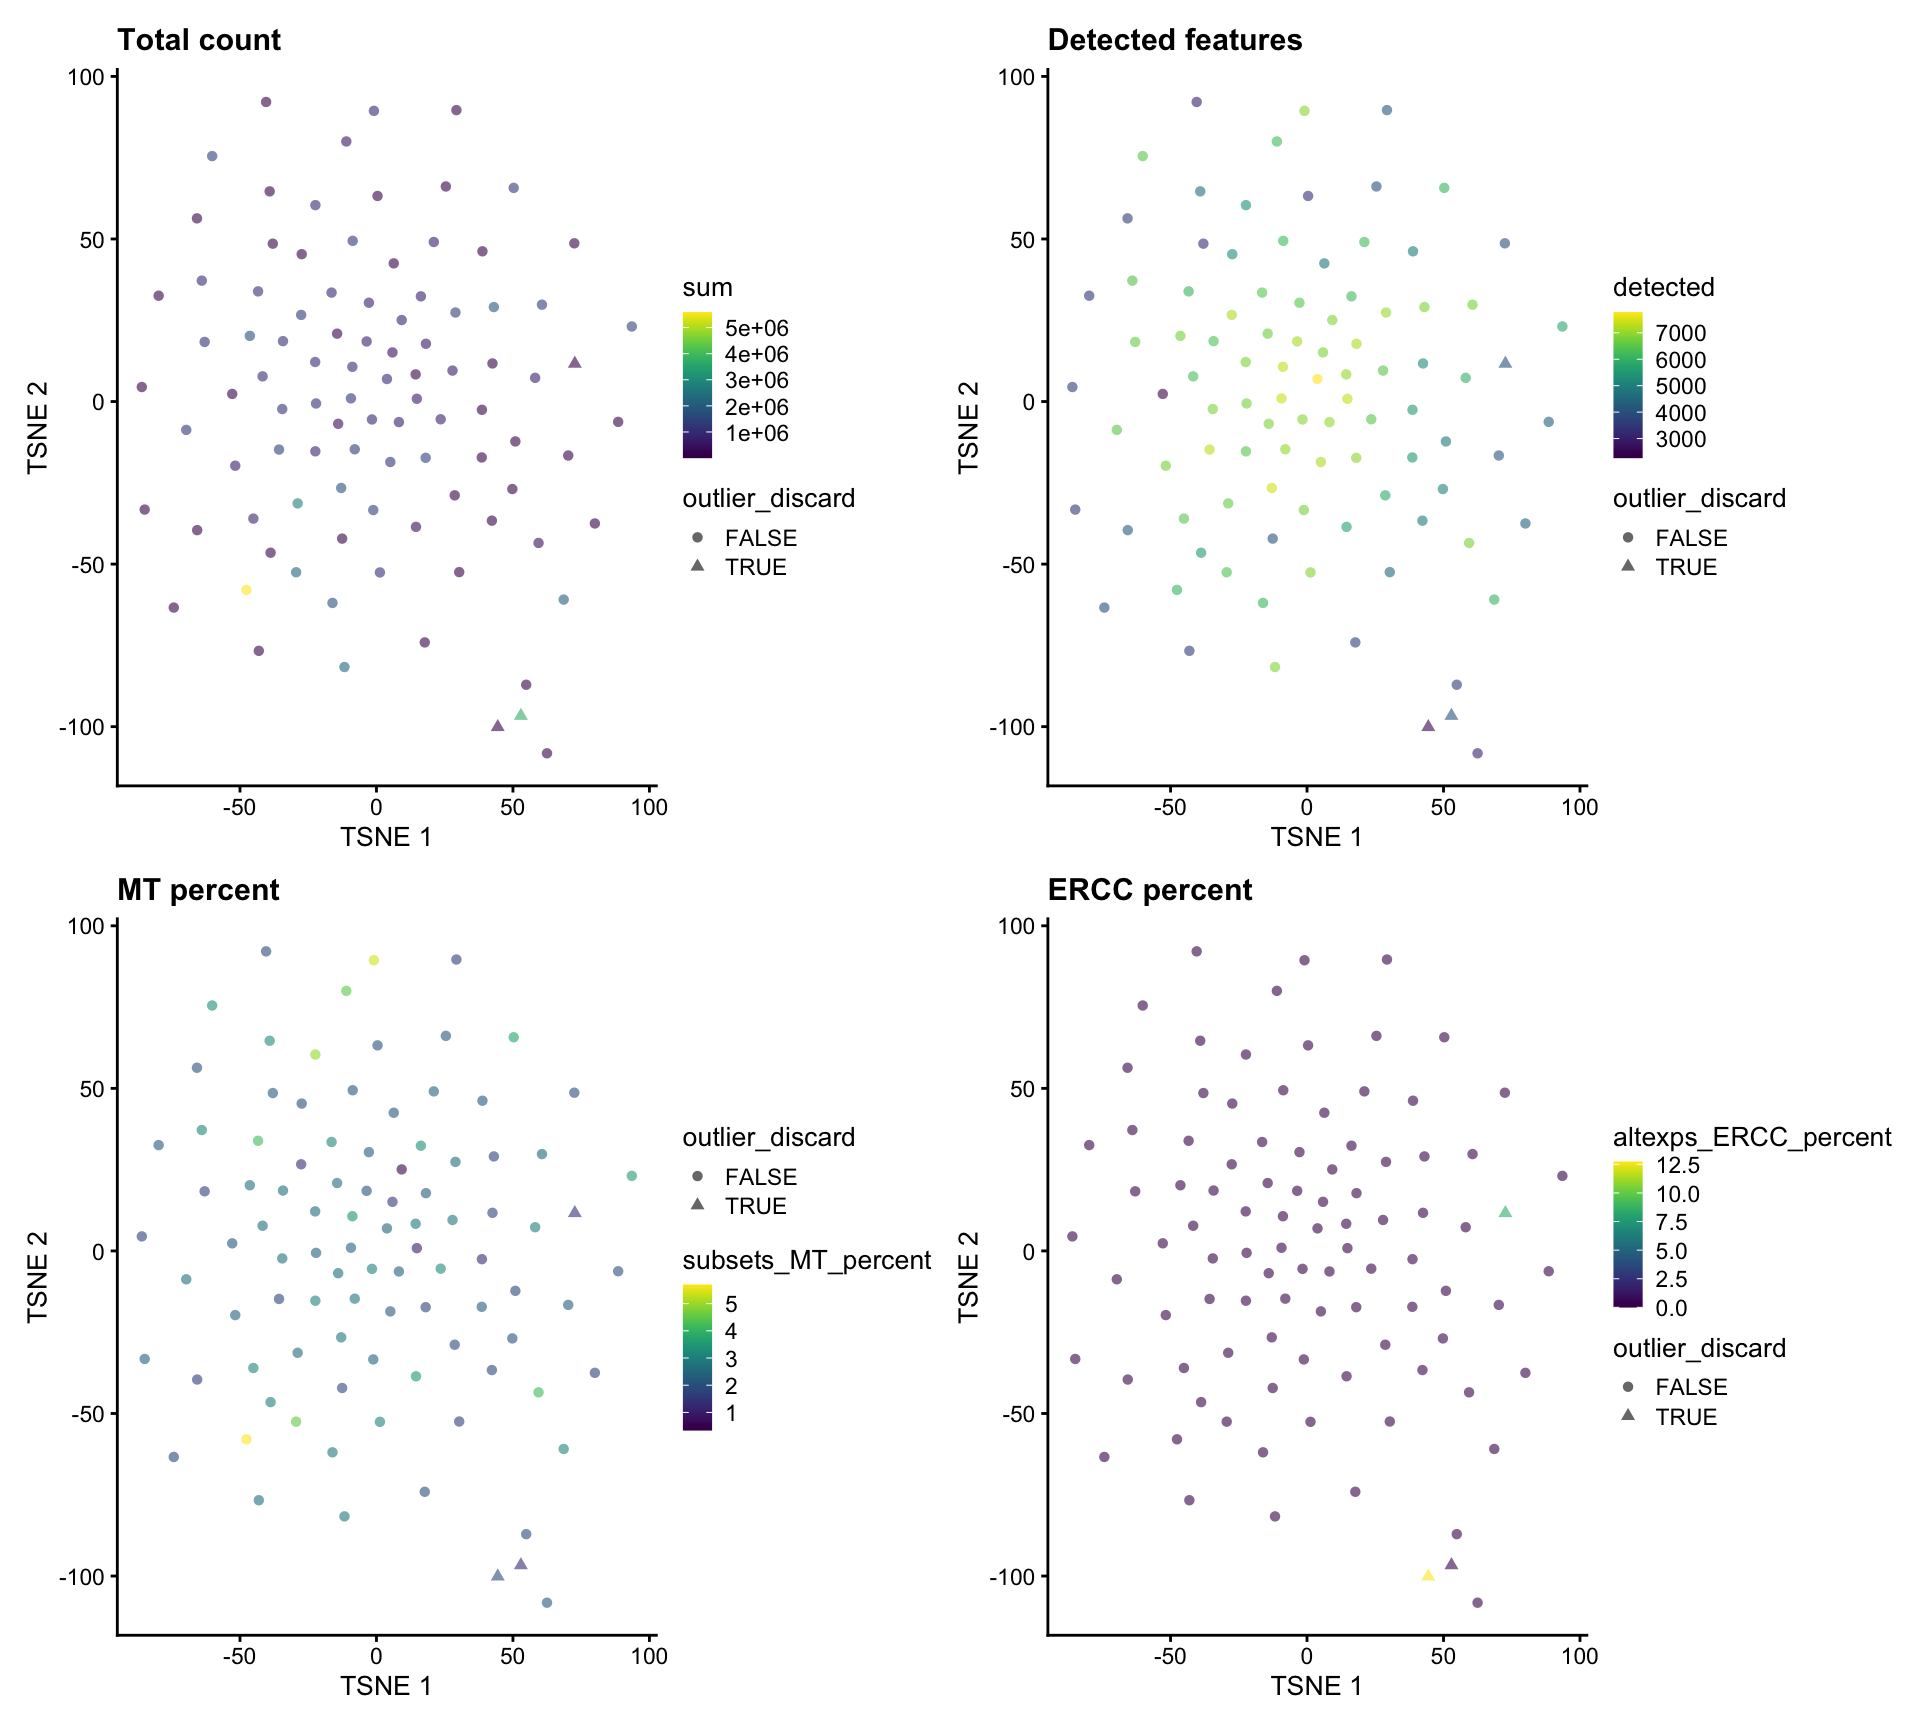 Total count
100
50
0
-50
-100
-50
0
50
100
TSNE 1
TSNE 2
sum
5e+06
4e+06
3e+06
2e+06
1e+06
outlier_discard
FALSE
TRUE
Detected features
100
50
0
-50
-100
-50
0
50
100
TSNE 1
TSNE 2
detected
7000
6000
5000
4000
3000
outlier_discard
FALSE
TRUE
MT percent
100
50
0
-50
-100
-50
0
50
100
TSNE 1
TSNE 2
outlier_discard
FALSE
TRUE
subsets_MT_percent
5
4
3
2
1
ERCC percent
100
50
0
-50
-100
-50
0
50
100
TSNE 1
TSNE 2
altexps_ERCC_percent
12.5
10.0
7.5
5.0
2.5
0.0
outlier_discard
FALSE
TRUE